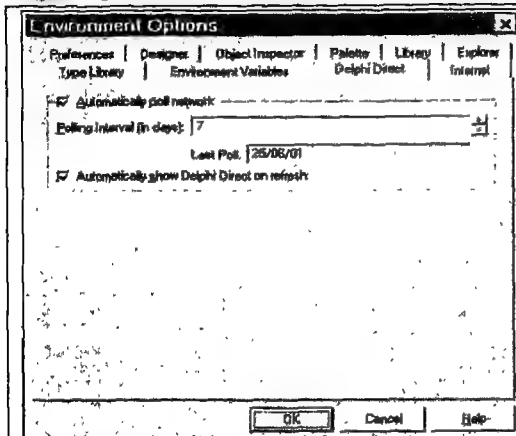 Environment Options
Preferences Designer Object Inspector Palette Library Explorer
Type Library Environment Variables Delphi Direct Internet
Automatically poll network
Polling Interval (in days): 7
Last Poll: 25/06/01
Automatically show Delphi Direct on refresh
OK Cancel Help